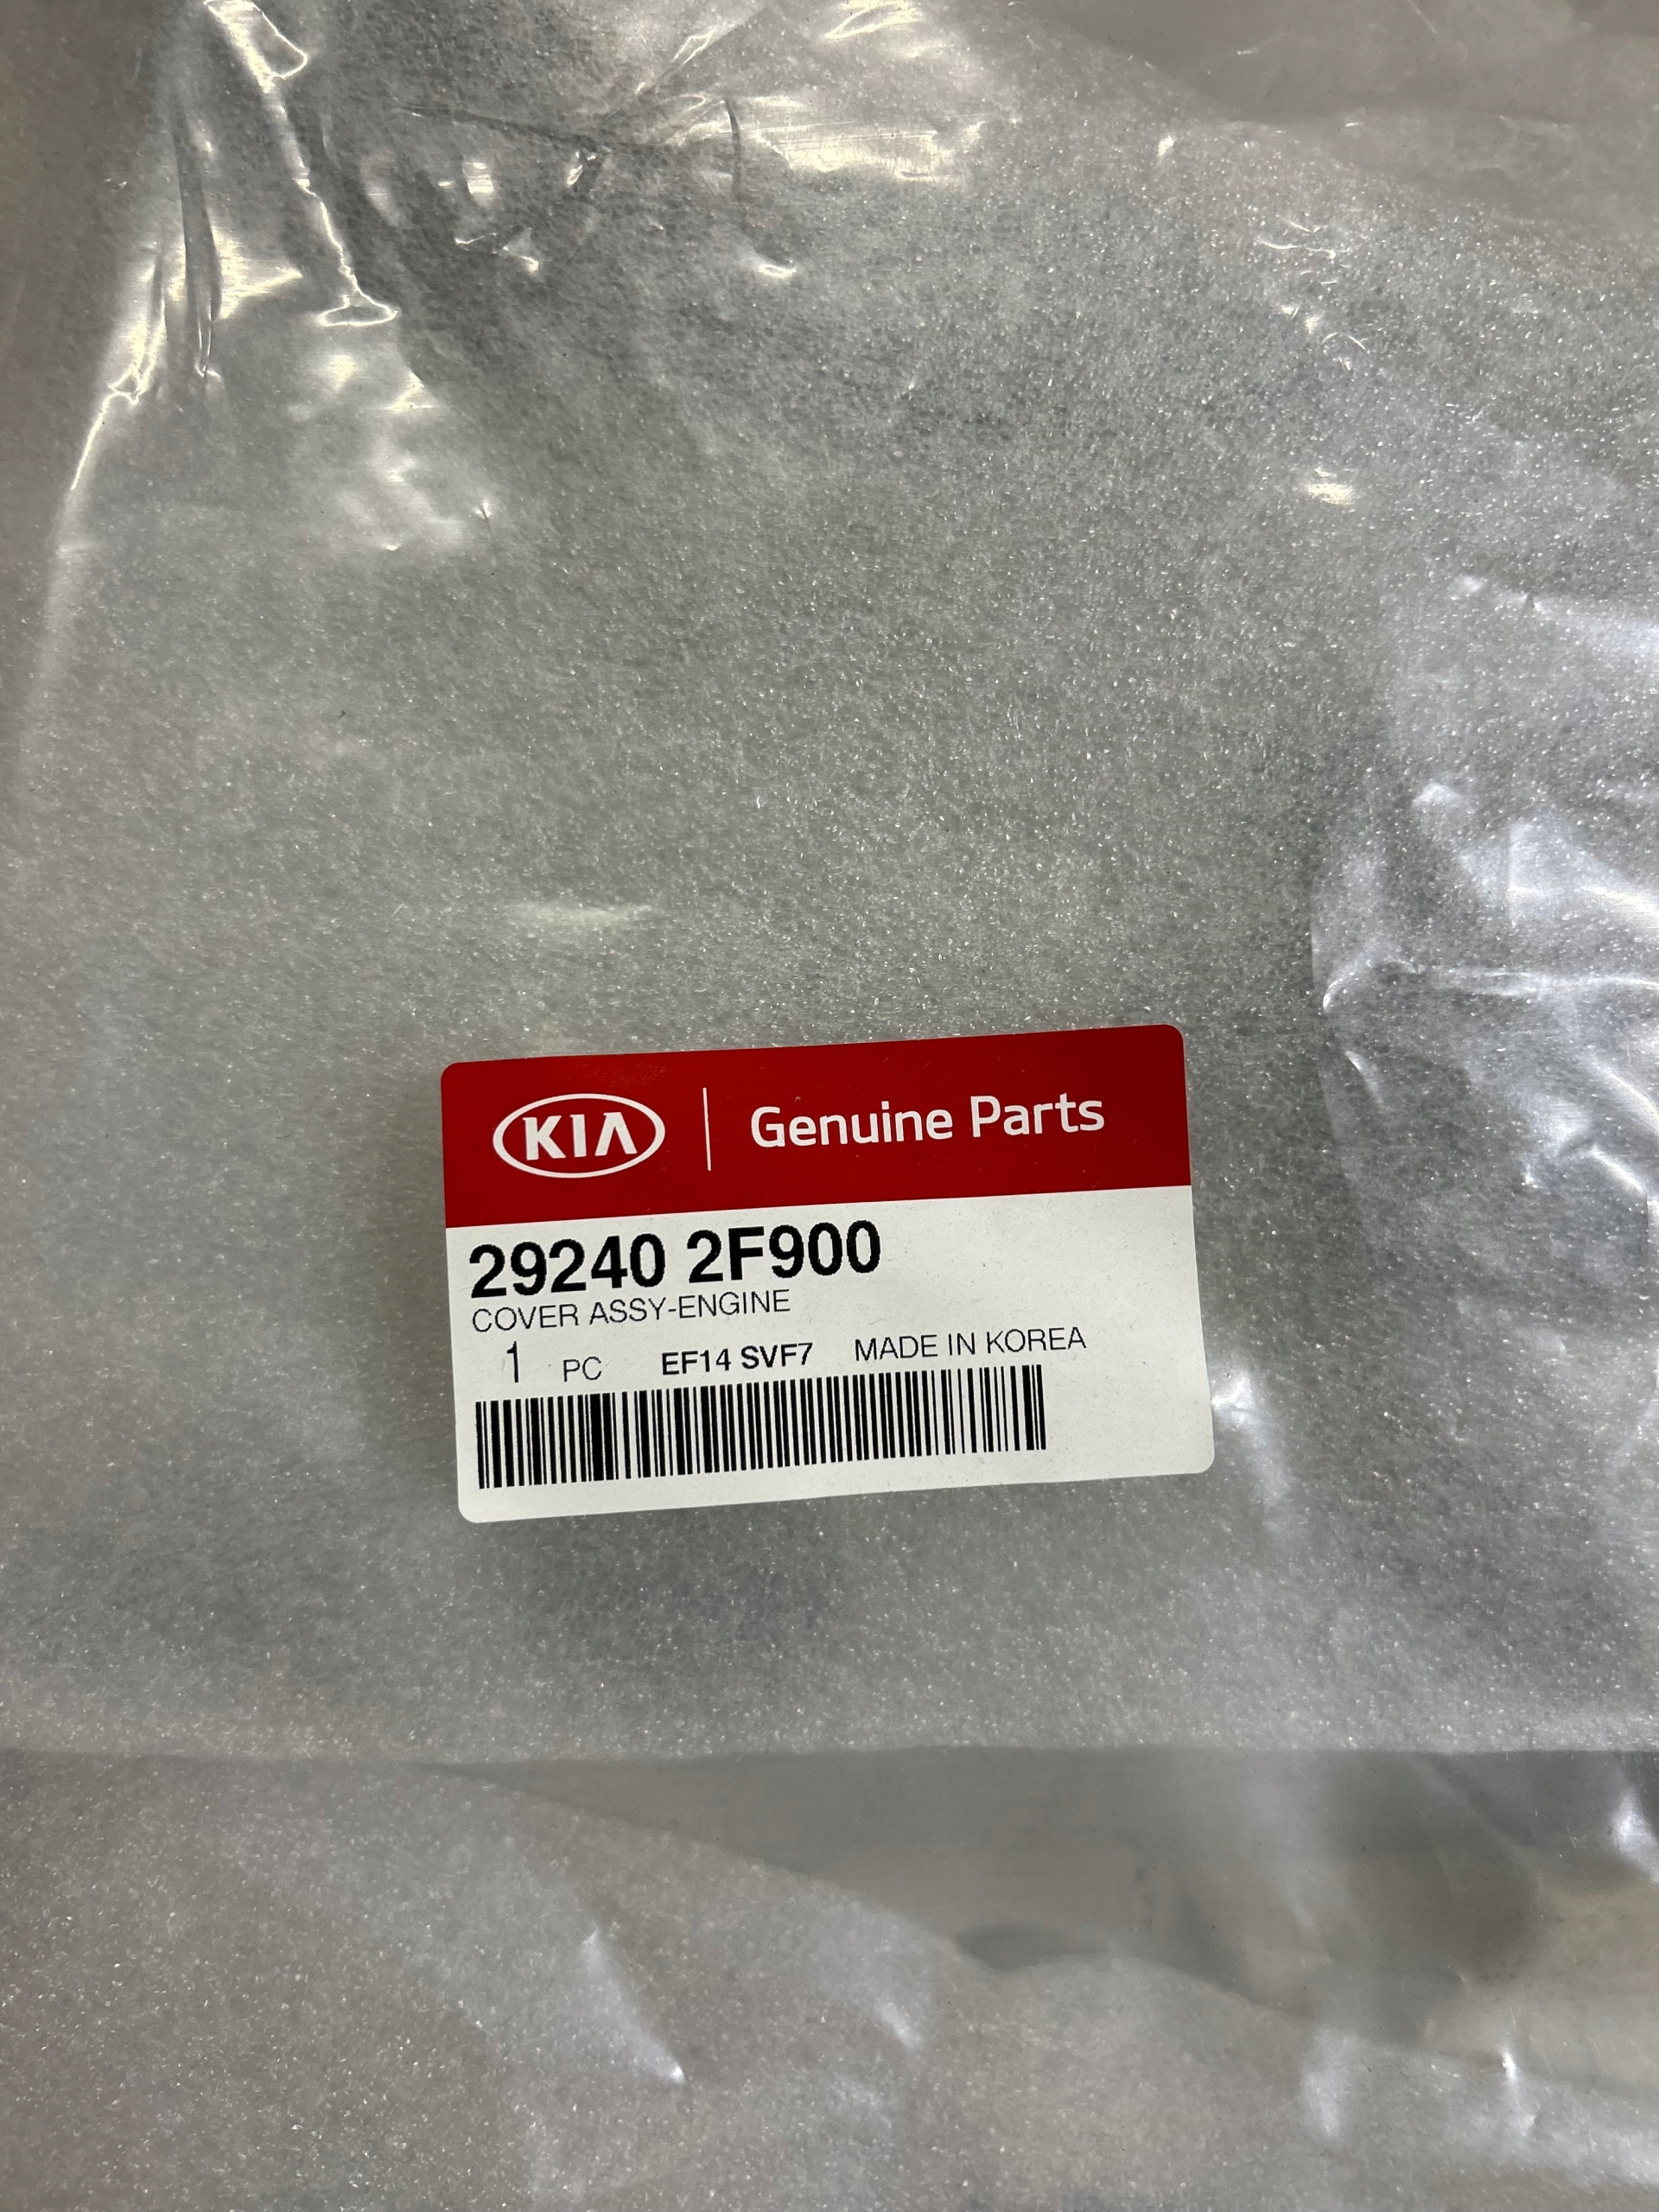 KIA Genuine Parts
29240 2F900
COVER ASSY-ENGINE
1 PC EF14 SVF7 MADE IN KOREA